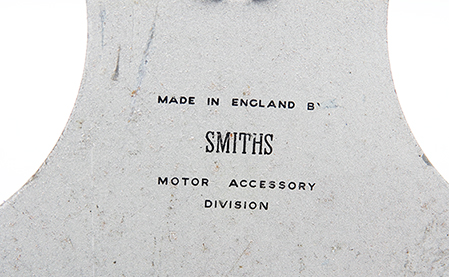 MADE IN ENGLAND BY
SMITHS
MOTOR ACCESSORY
DIVISION